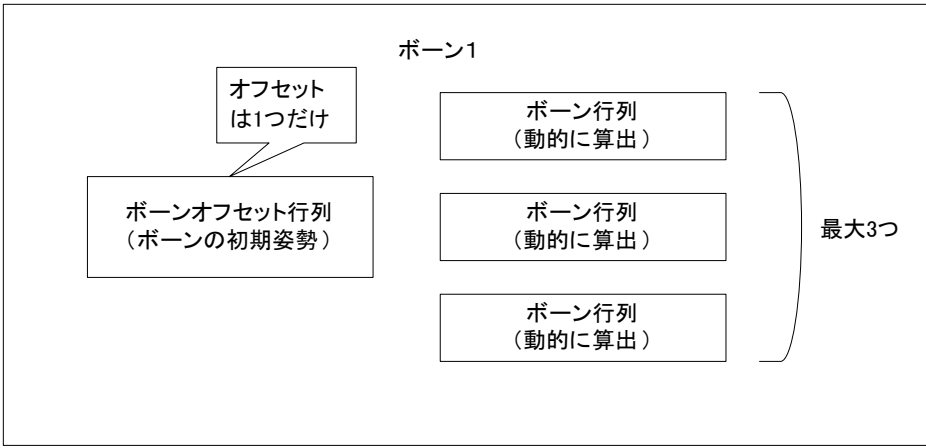 ボーン1
オフセット
は1つだけ
ボーンオフセット行列
(ボーンの初期姿勢)
ボーン行列
(動的に算出)
ボーン行列
(動的に算出)
ボーン行列
(動的に算出)
最大3つ